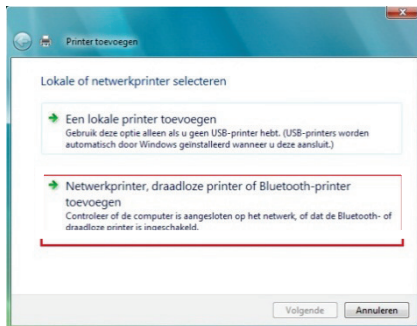 Printer toevoegen
Lokale of netwerkprinter selecteren
Een lokale printer toevoegen
Gebruik deze optie alleen als u geen USB-printer hebt. (USB-printers worden
automatisch door Windows geïnstalleerd wanneer u deze aansluit.)
Netwerkprinter, draadloze printer of Bluetooth-printer
toevoegen
Controleer of de computer is aangesloten op het netwerk, of dat de Bluetooth- of
draadloze printer is ingeschakeld.
Volgende Annuleren